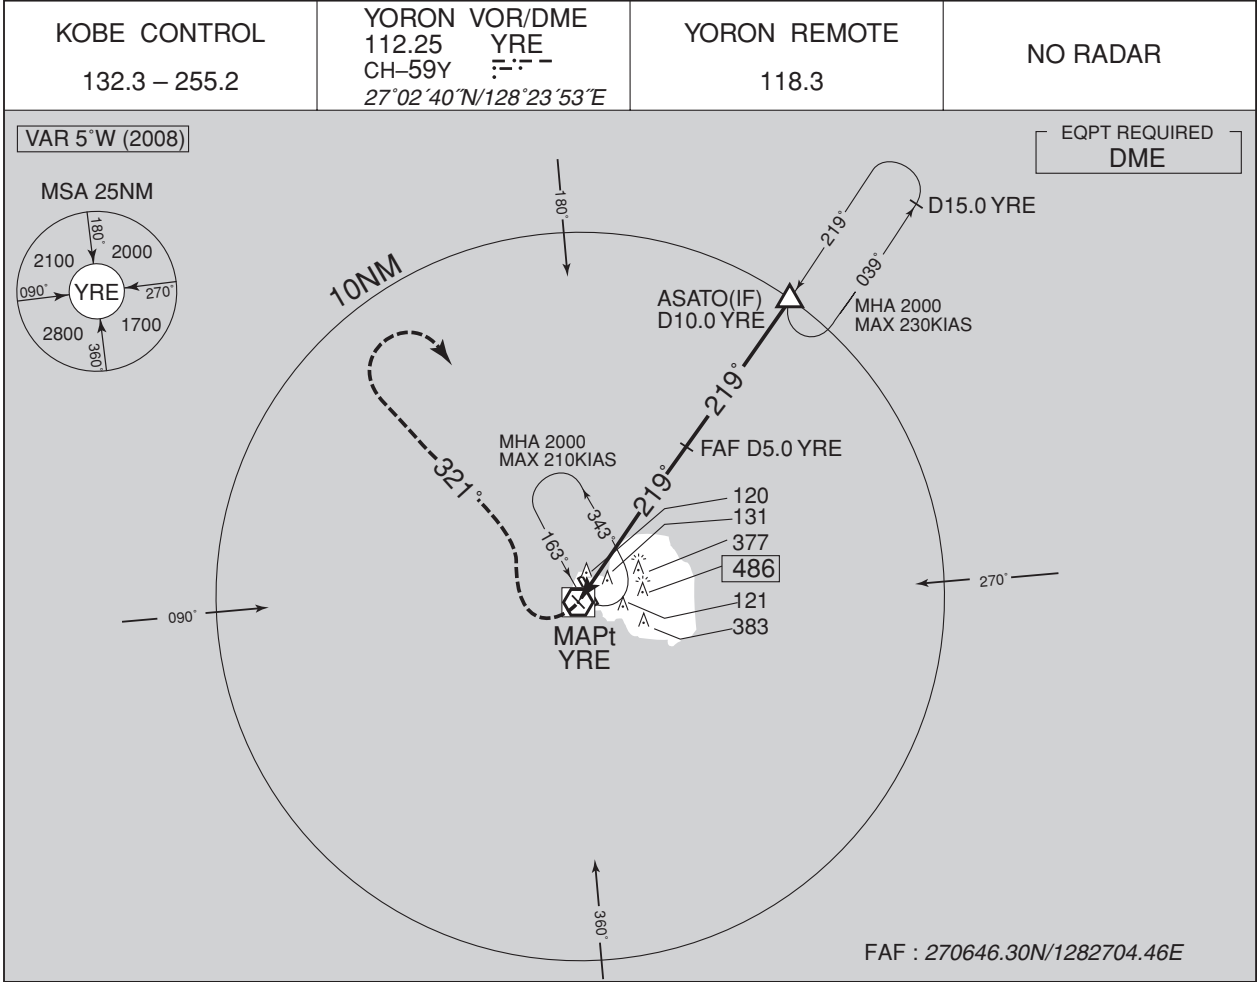 KOBE CONTROL
132.3 – 255.2
YORON VOR/DME
112.25 YRE
CH–59Y
27˚02´40˝N/128˚23´53˝E
YORON REMOTE
118.3
NO RADAR
VAR 5˚W (2008)
EQPT REQUIRED
DME
MSA 25NM
180˚
2100
2000
090˚
YRE
270˚
2800
1700
360˚
180˚
10NM
219˚
D15.0 YRE
039˚
ASATO(IF)
D10.0 YRE
MHA 2000
MAX 230KIAS
219˚
FAF D5.0 YRE
MHA 2000
MAX 210KIAS
321˚
219˚
343˚
163˚
120
131
377
486
121
383
270˚
090˚
MAPt
YRE
360˚
FAF : 270646.30N/1282704.46E